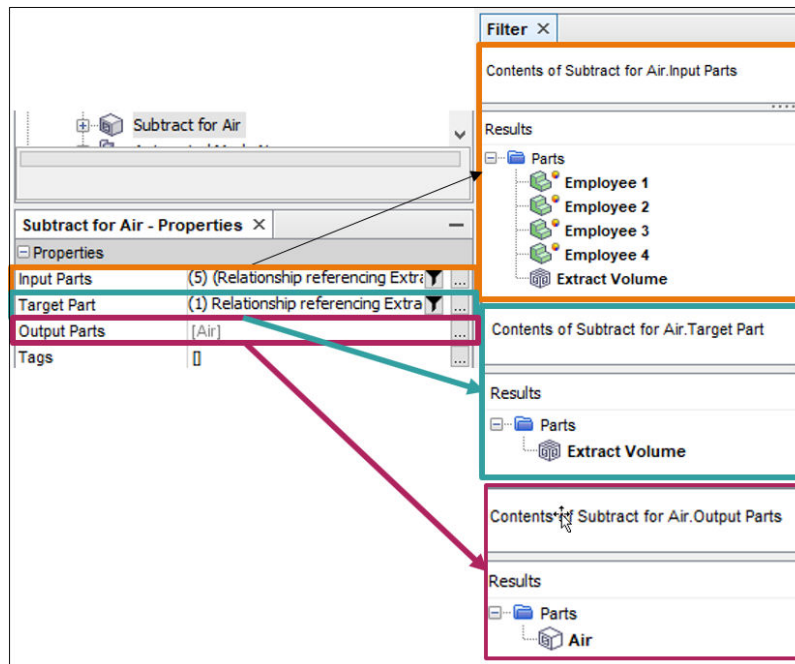 Filter
Contents of Subtract for Air.Input Parts
Results
Parts
Employee 1
Employee 2
Employee 3
Employee 4
Extract Volume
Subtract for Air
Subtract for Air - Properties
Properties
Input Parts (5) (Relationship referencing Extra ...
Target Part (1) Relationship referencing Extra ...
Output Parts [Air] ...
Tags [] ...
Contents of Subtract for Air.Target Part
Results
Parts
Extract Volume
Contents of Subtract for Air.Output Parts
Results
Parts
Air